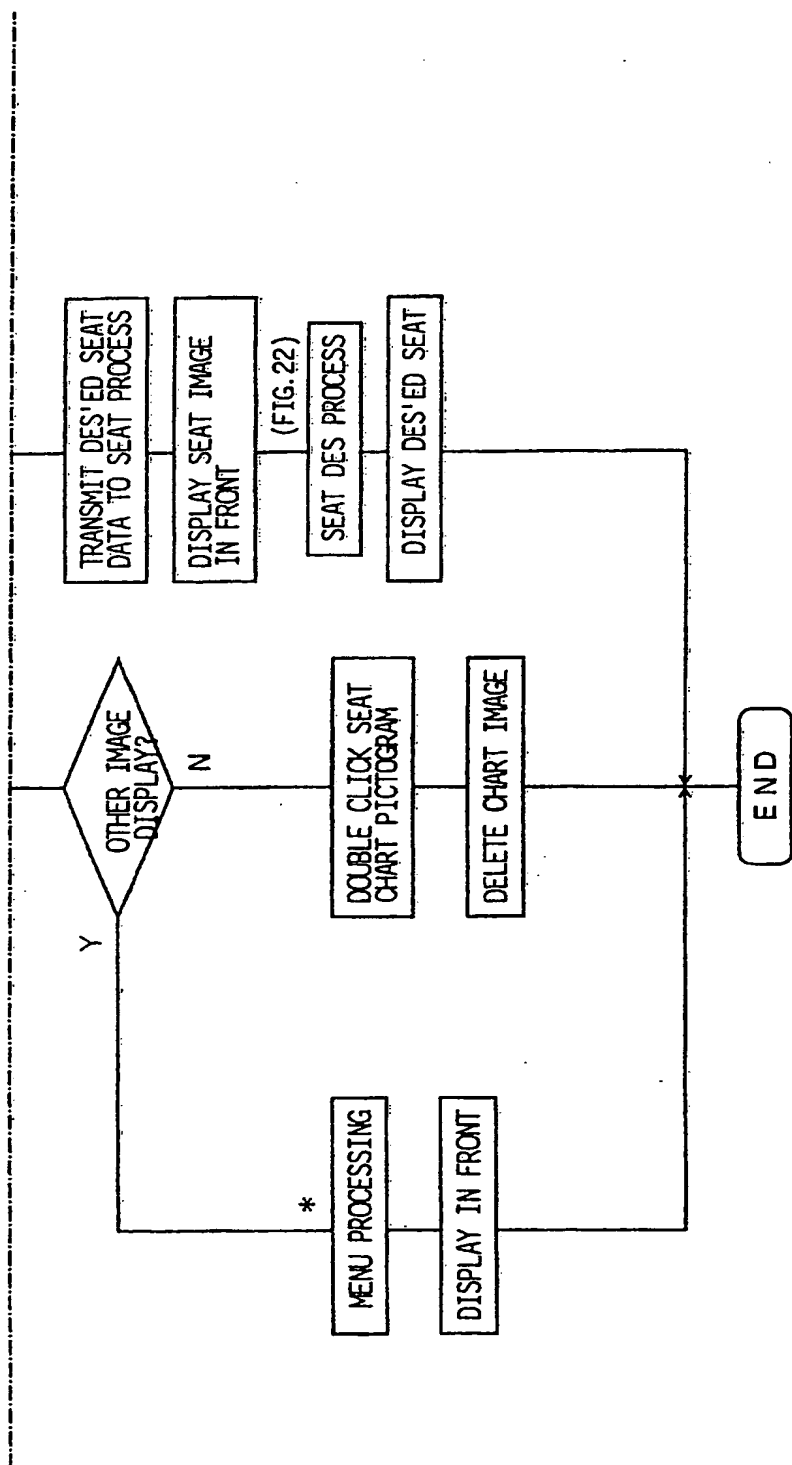 OTHER IMAGE
DISPLAY?
Y
N
*
MENU PROCESSING
DISPLAY IN FRONT
DOUBLE CLICK SEAT
CHART PICTOGRAM
DELETE CHART IMAGE
TRANSMIT DES'ED SEAT
DATA TO SEAT PROCESS
DISPLAY SEAT IMAGE
IN FRONT
(FIG.22)
SEAT DES PROCESS
DISPLAY DES'ED SEAT
END